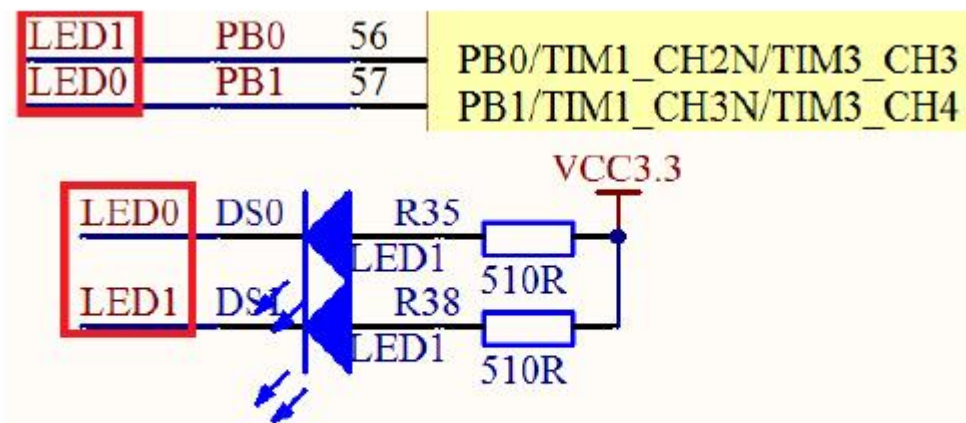 LED1 PB0 56 PB0/TIM1_CH2N/TIM3_CH3
LED0 PB1 57 PB1/TIM1_CH3N/TIM3_CH4
VCC3.3
LED0 DS0 R35
LED1 510R
LED1 DS1 R38
LED1 510R